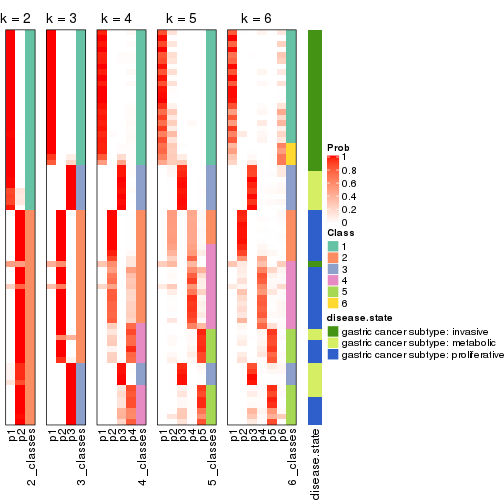 k = 2
k = 3
k = 4
k = 5
k = 6
p1
p2
2_classes
p1
p2
p3
3_classes
p1
p2
p3
p4
4_classes
p1
p2
p3
p4
p5
5_classes
p1
p2
p3
p4
p5
p6
6_classes
disease.state
Prob
1
0.8
0.6
0.4
0.2
0
Class
1
2
3
4
5
6
disease.state
gastric cancer subtype: invasive
gastric cancer subtype: metabolic
gastric cancer subtype: proliferative